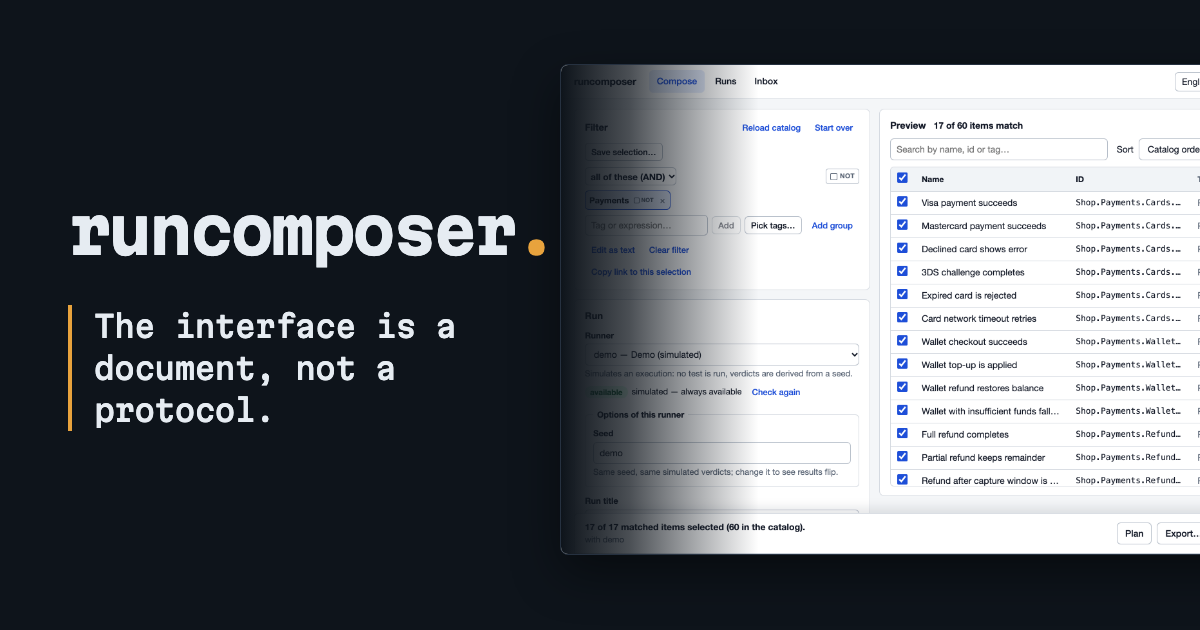 runcomposer.
The interface is a
document, not a
protocol.
runcomposer Compose Runs Inbox
Filter Reload catalog Start over
Save selection…
all of these (AND) NOT
Payments NOT ×
Tag or expression… Add Pick tags… Add group
Edit as text Clear filter
Copy link to this selection
Run
Runner
demo — Demo (simulated)
Simulates an execution: no test is run, verdicts are derived from a seed.
available simulated — always available Check again
Options of this runner
Seed
demo
Same seed, same simulated verdicts; change it to see results flip.
Run title
17 of 17 matched items selected (60 in the catalog).
with demo
Preview 17 of 60 items match
Search by name, id or tag… Sort
Name ID
Visa payment succeeds Shop.Payments.Cards.…
Mastercard payment succeeds Shop.Payments.Cards.…
Declined card shows error Shop.Payments.Cards.…
3DS challenge completes Shop.Payments.Cards.…
Expired card is rejected Shop.Payments.Cards.…
Card network timeout retries Shop.Payments.Cards.…
Wallet checkout succeeds Shop.Payments.Wallet…
Wallet top-up is applied Shop.Payments.Wallet…
Wallet refund restores balance Shop.Payments.Wallet…
Wallet with insufficient funds fall… Shop.Payments.Wallet…
Full refund completes Shop.Payments.Refund…
Partial refund keeps remainder Shop.Payments.Refund…
Refund after capture window is … Shop.Payments.Refund…
Plan Export…